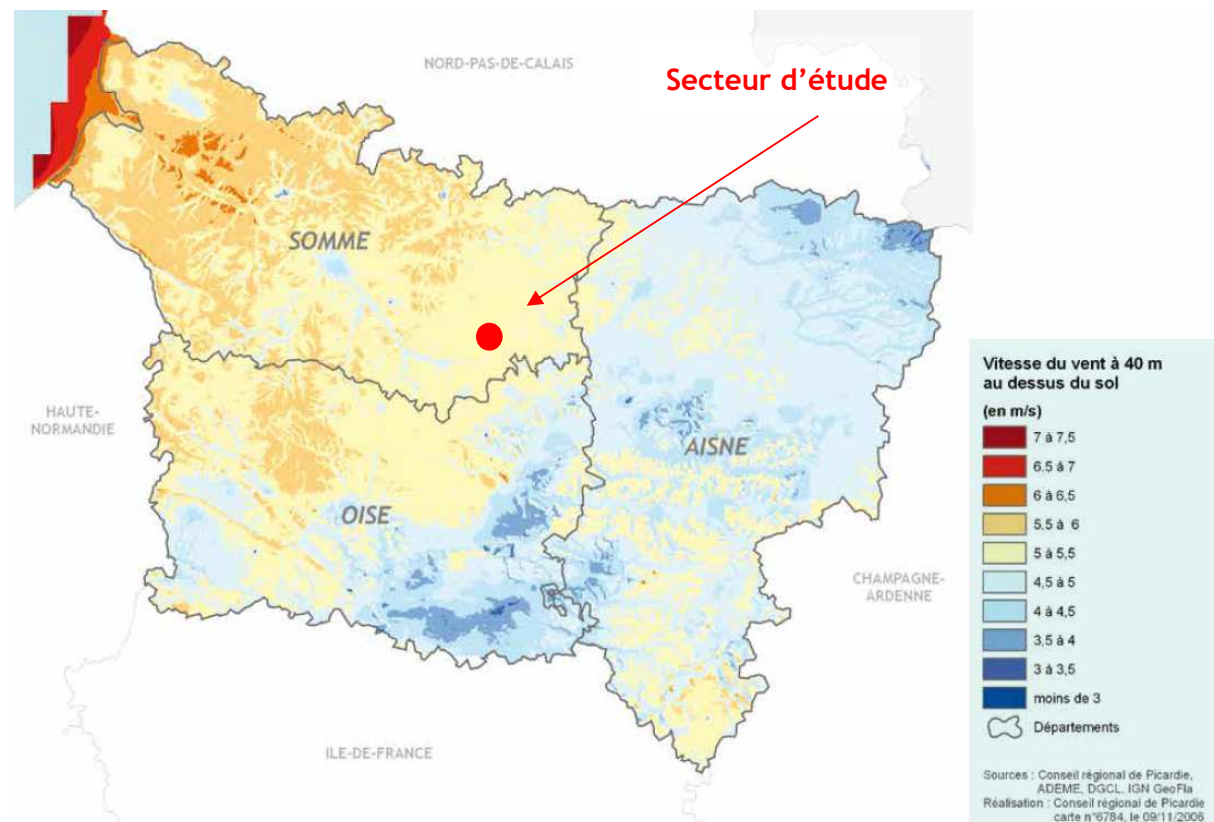 NORD-PAS-DE-CALAIS
Secteur d'étude
SOMME
HAUTE-
NORMANDIE
AISNE
OISE
CHAMPAGNE-
ARDENNE
ILE-DE-FRANCE
Vitesse du vent à 40 m
au dessus du sol
(en m/s)
7 à 7,5
6,5 à 7
6 à 6,5
5,5 à 6
5 à 5,5
4,5 à 5
4 à 4,5
3,5 à 4
3 à 3,5
moins de 3
Départements
Sources : Conseil régional de Picardie,
ADEME, DGCL, IGN GeoFla
Réalisation : Conseil régional de Picardie
carte n°6784, le 09/11/2006